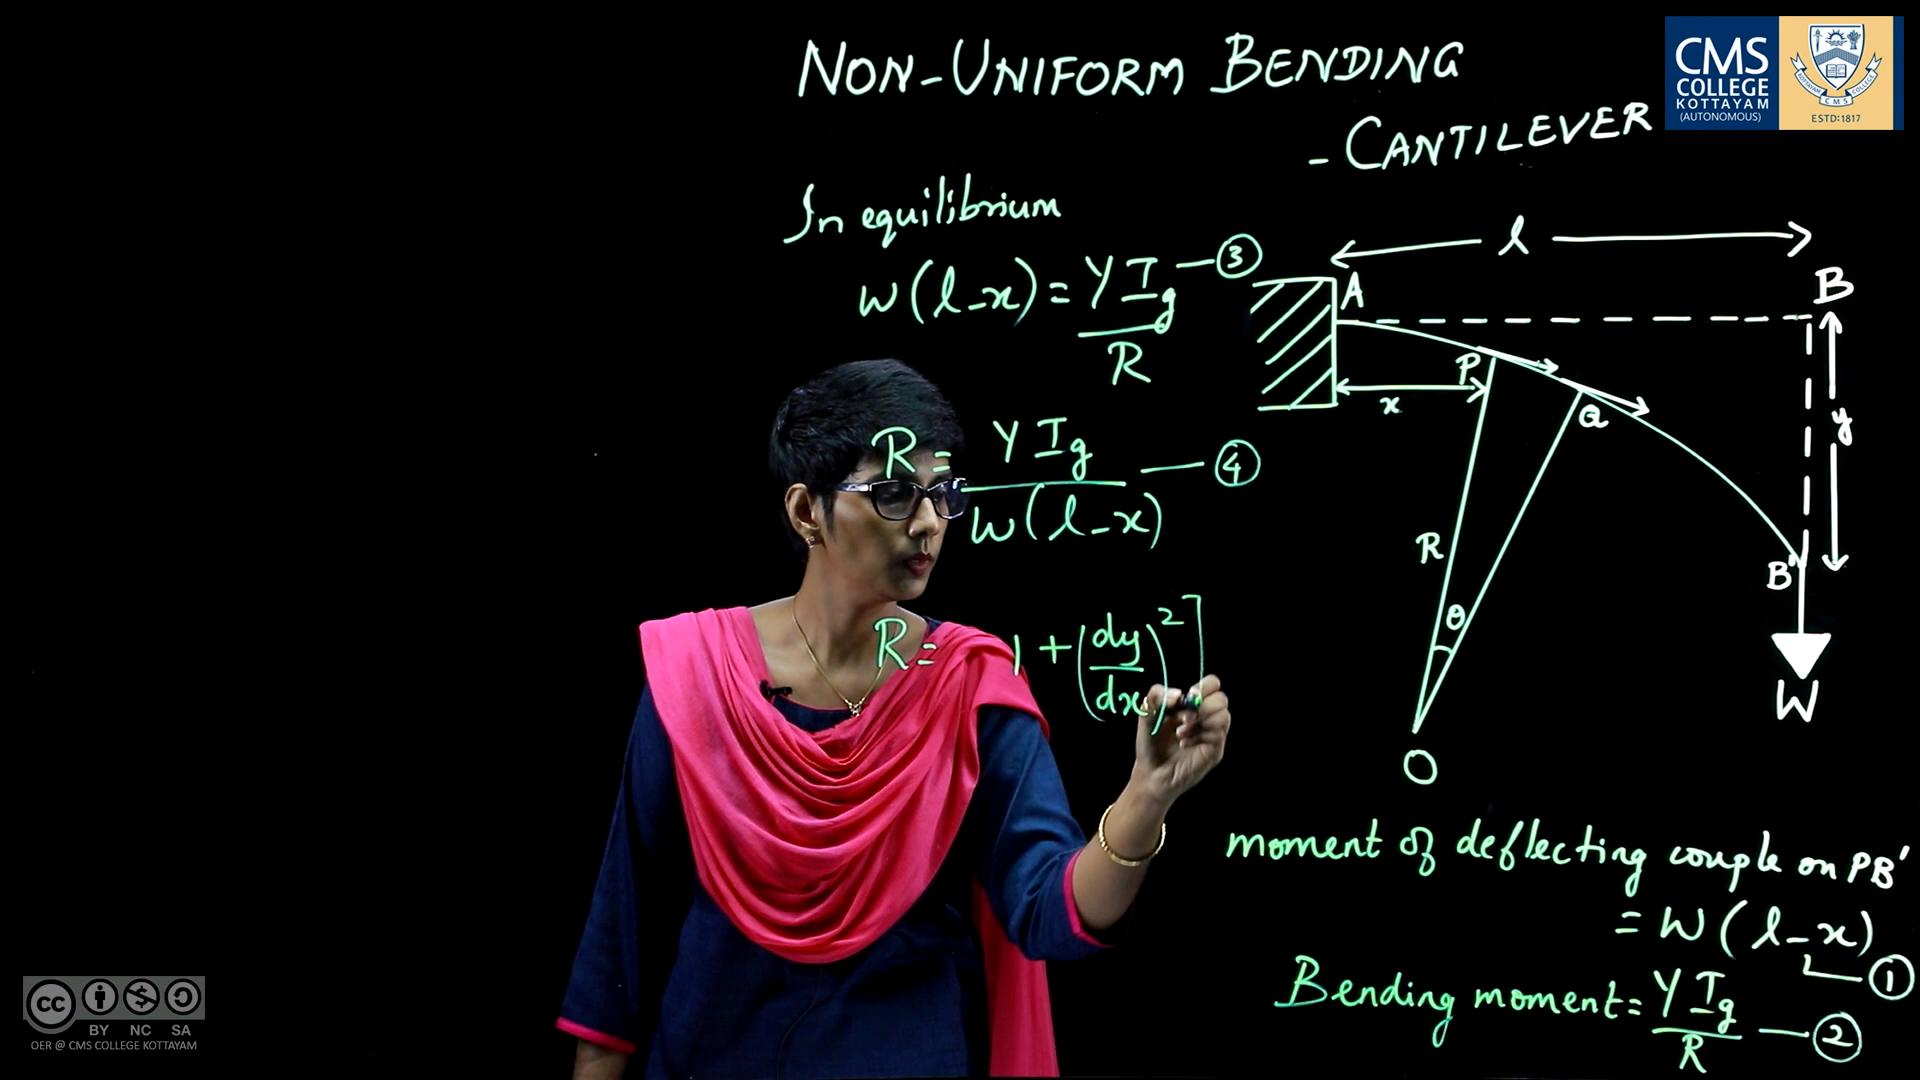 NON-UNIFORM BENDING
- CANTILEVER
CMS
COLLEGE
KOTTAYAM
(AUTONOMOUS)
CMS
ESTD:1817
In equilibrium
W(l-x) = Y Ig / R — ③
R = Y Ig / W(l-x) — ④
R = 1 + (dy/dx)² ]
l
A
B
P
x
Q
y
R
θ
B'
W
O
moment of deflecting couple on PB'
= W(l-x) — ①
Bending moment = Y Ig / R — ②
cc
BY NC SA
OER @ CMS COLLEGE KOTTAYAM